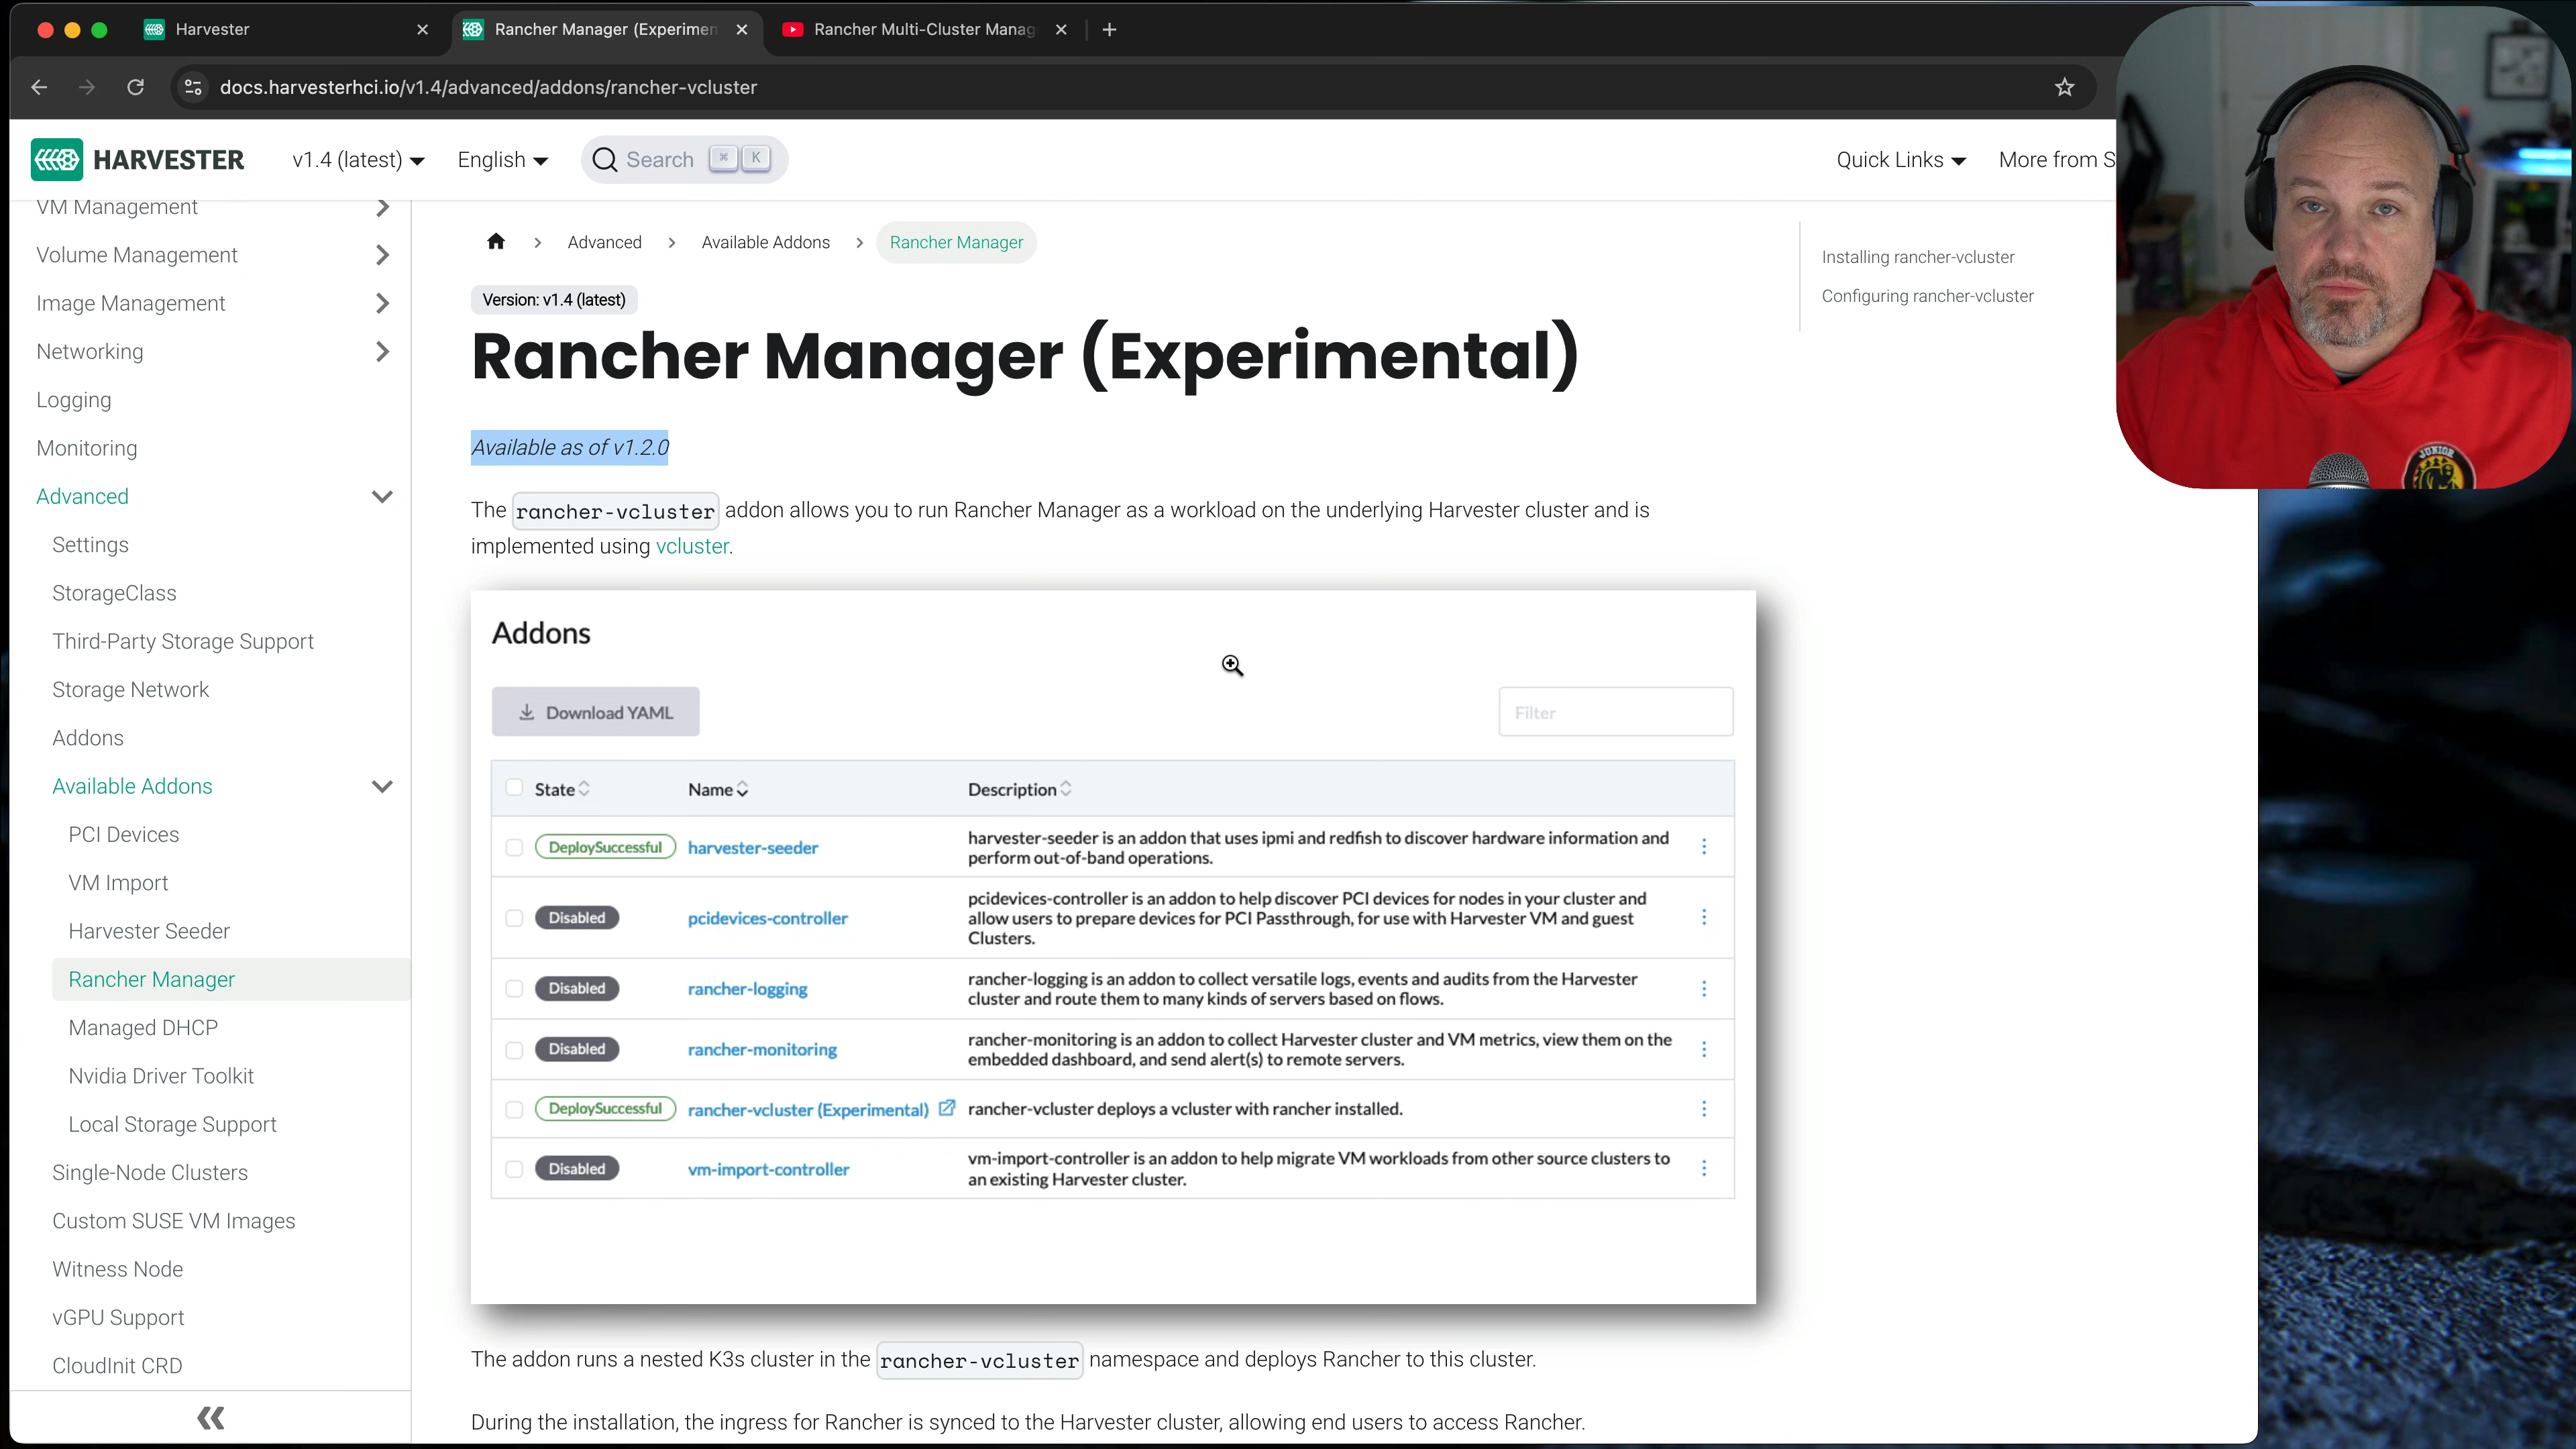 Harvester
Rancher Manager (Experimen
Rancher Multi-Cluster Manag
docs.harvesterhci.io/v1.4/advanced/addons/rancher-vcluster
HARVESTER
v1.4 (latest)
English
Search
⌘ K
Quick Links
More from S
VM Management
Volume Management
Image Management
Networking
Logging
Monitoring
Advanced
Settings
StorageClass
Third-Party Storage Support
Storage Network
Addons
Available Addons
PCI Devices
VM Import
Harvester Seeder
Rancher Manager
Managed DHCP
Nvidia Driver Toolkit
Local Storage Support
Single-Node Clusters
Custom SUSE VM Images
Witness Node
vGPU Support
CloudInit CRD
Advanced
Available Addons
Rancher Manager
Version: v1.4 (latest)
Rancher Manager (Experimental)
Available as of v1.2.0
The rancher-vcluster addon allows you to run Rancher Manager as a workload on the underlying Harvester cluster and is
implemented using vcluster.
Addons
Download YAML
Filter
State Name Description
DeploySuccessful harvester-seeder harvester-seeder is an addon that uses ipmi and redfish to discover hardware information and
perform out-of-band operations.
Disabled pcidevices-controller pcidevices-controller is an addon to help discover PCI devices for nodes in your cluster and
allow users to prepare devices for PCI Passthrough, for use with Harvester VM and guest
Clusters.
Disabled rancher-logging rancher-logging is an addon to collect versatile logs, events and audits from the Harvester
cluster and route them to many kinds of servers based on flows.
Disabled rancher-monitoring rancher-monitoring is an addon to collect Harvester cluster and VM metrics, view them on the
embedded dashboard, and send alert(s) to remote servers.
DeploySuccessful rancher-vcluster (Experimental) rancher-vcluster deploys a vcluster with rancher installed.
Disabled vm-import-controller vm-import-controller is an addon to help migrate VM workloads from other source clusters to
an existing Harvester cluster.
The addon runs a nested K3s cluster in the rancher-vcluster namespace and deploys Rancher to this cluster.
During the installation, the ingress for Rancher is synced to the Harvester cluster, allowing end users to access Rancher.
Installing rancher-vcluster
Configuring rancher-vcluster
JUNIOR